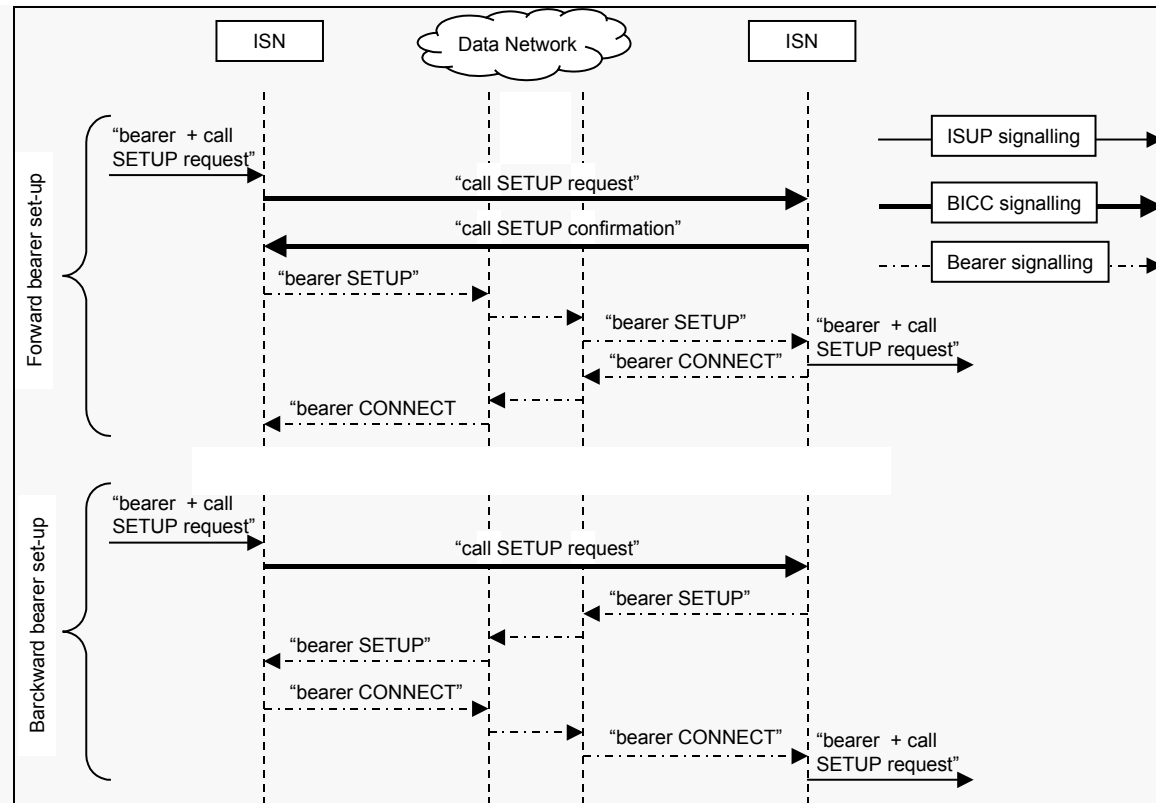 ISN
Data Network
ISN
“bearer + call
SETUP request”
ISUP signalling
“call SETUP request”
BICC signalling
“call SETUP confirmation”
Bearer signalling
Forward bearer set-up
“bearer SETUP”
“bearer SETUP”
“bearer + call
SETUP request”
“bearer CONNECT”
“bearer CONNECT
Barckward bearer set-up
“bearer + call
SETUP request”
“call SETUP request”
“bearer SETUP”
“bearer SETUP”
“bearer CONNECT”
“bearer CONNECT”
“bearer + call
SETUP request”